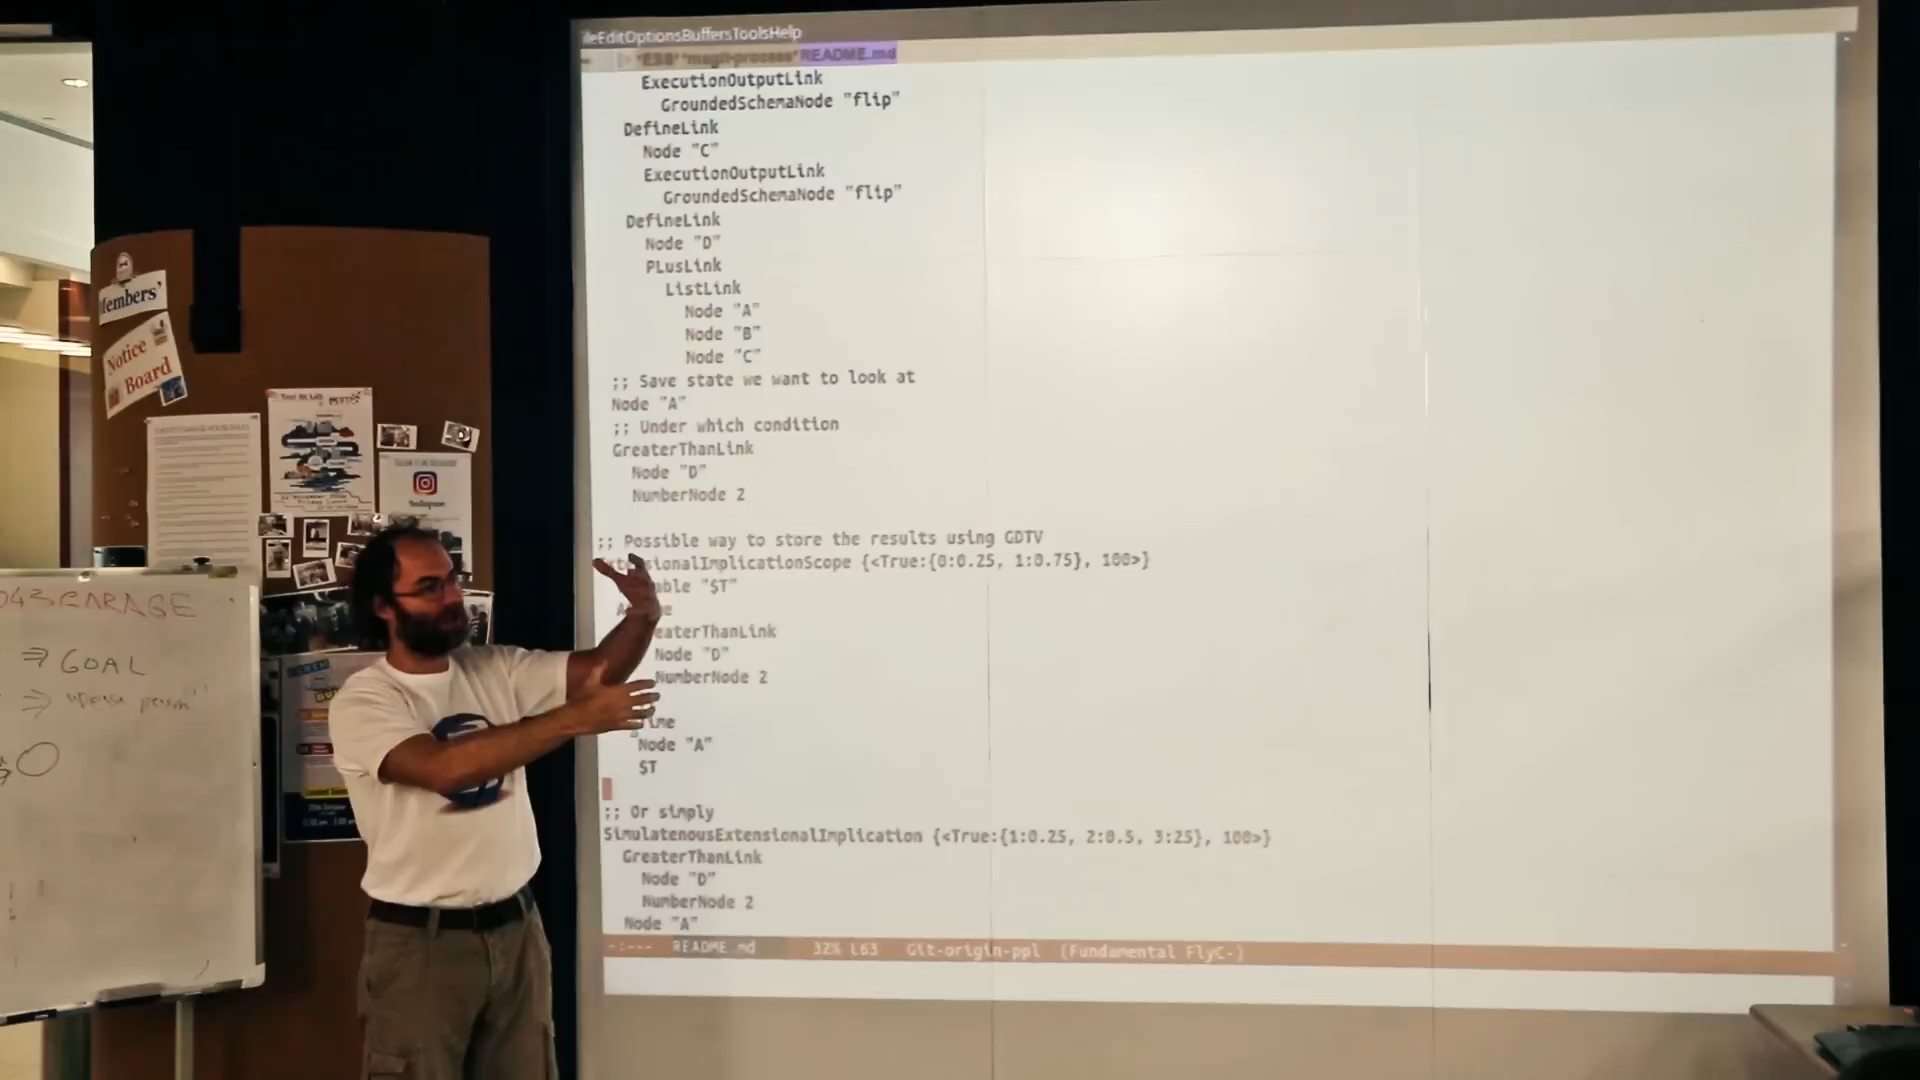 ileEditOptionsBuffersToolsHelp
README.md
ExecutionOutputLink
GroundedSchemaNode "flip"
DefineLink
Node "C"
ExecutionOutputLink
GroundedSchemaNode "flip"
DefineLink
Node "D"
PLusLink
ListLink
Node "A"
Node "B"
Node "C"
;; Save state we want to look at
Node "A"
;; Under which condition
GreaterThanLink
Node "D"
NumberNode 2
;; Possible way to store the results using GDTV
tensionalImplicationScope {<True:{0:0.25, 1:0.75}, 100>}
able "$T"
eaterThanLink
Node "D"
NumberNode 2
ime
Node "A"
$T
;; Or simply
SimulatenousExtensionalImplication {<True:{1:0.25, 2:0.5, 3:25}, 100>}
GreaterThanLink
Node "D"
NumberNode 2
Node "A"
-:--- README.md 32% L63 Git-origin-ppl (Fundamental FlyC-)
Members'
Notice
Board
Instagram
⇒ GOAL